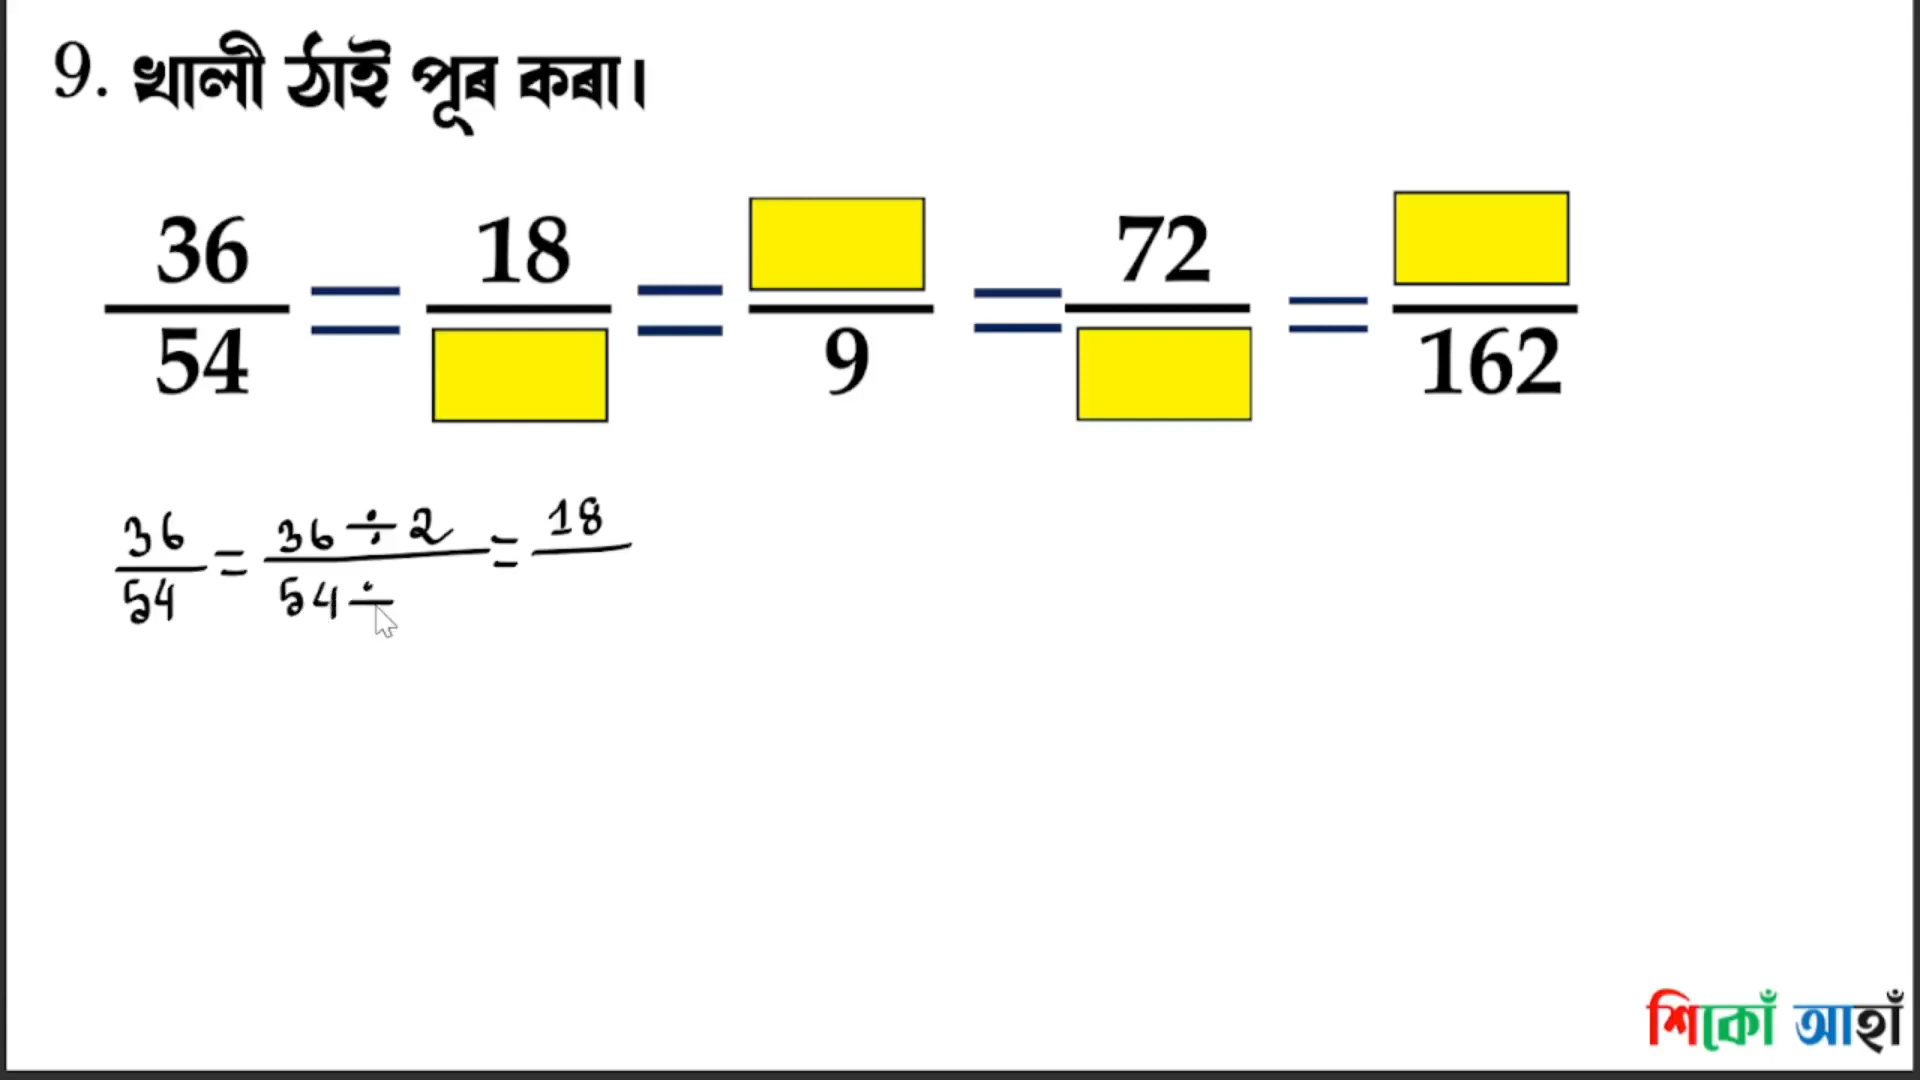 9. খালী ঠাই পূৰ কৰা।
36 18 72
54 = = 9 = = 162
36 = 36 ÷ 2 = 18
54 54 ÷
শিকোঁ আহাঁ